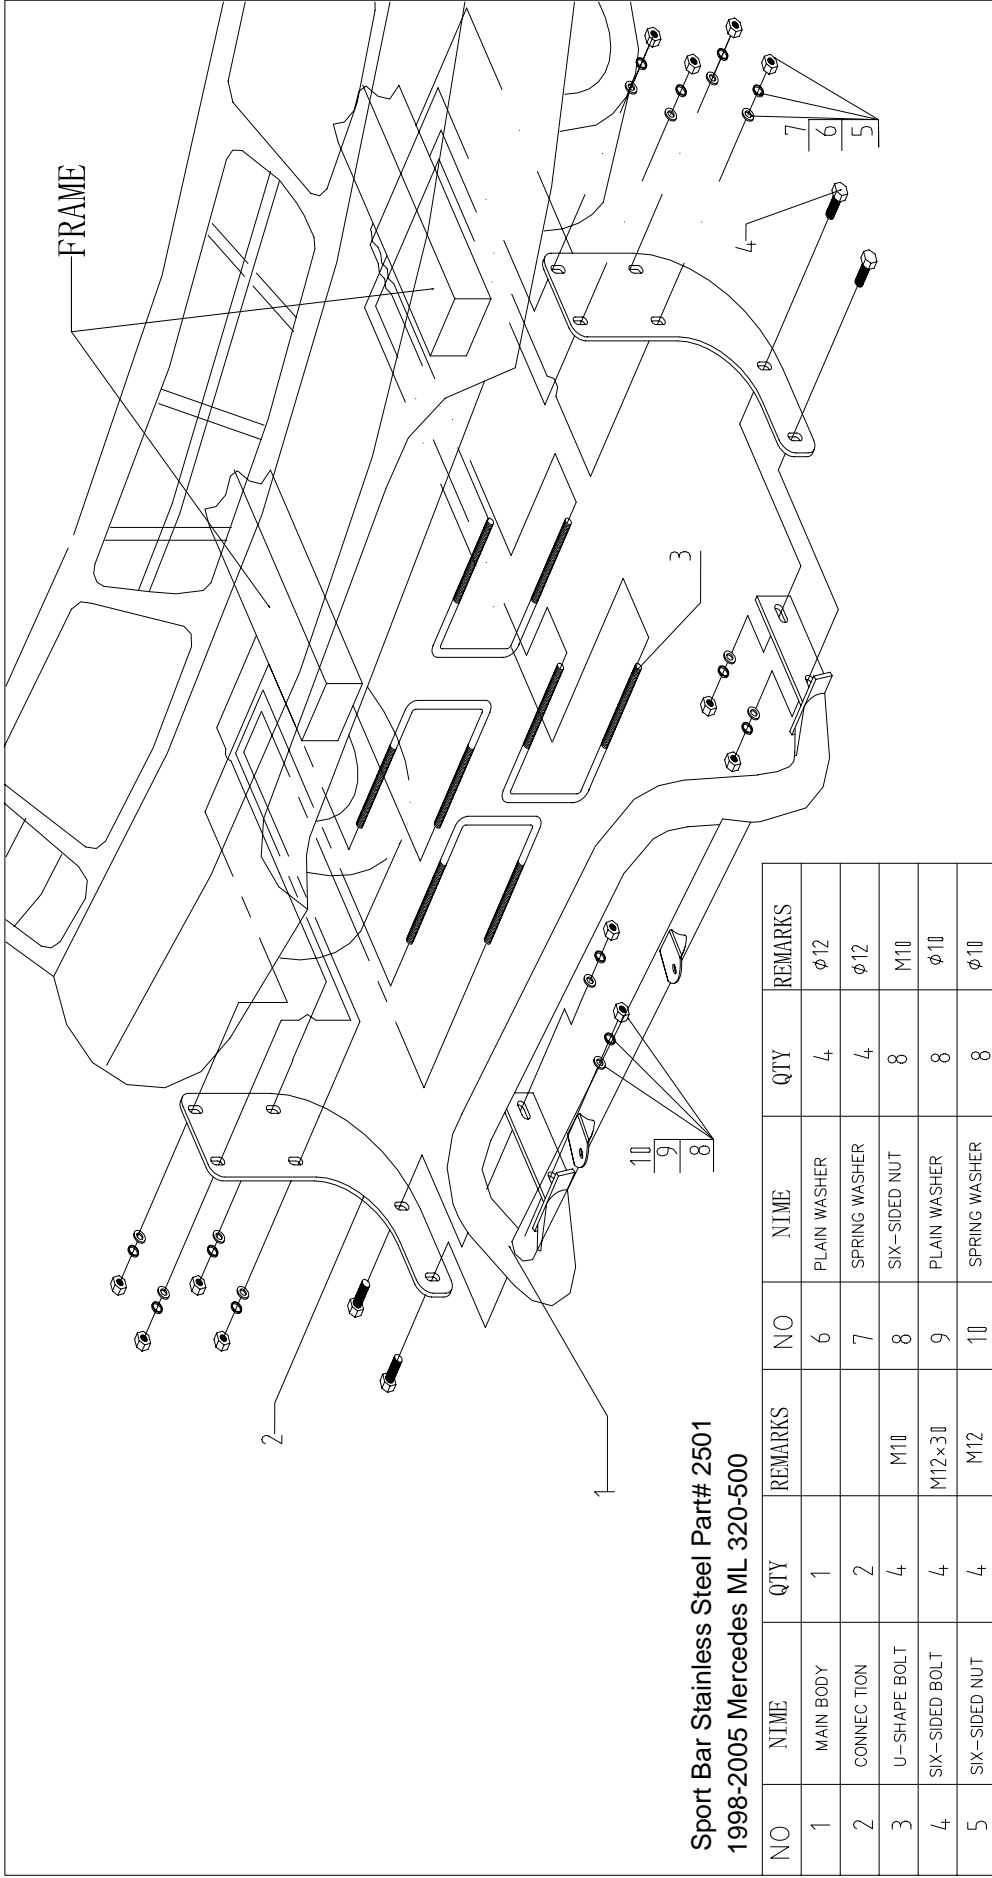 FRAME
7
6
5
4
3
2
1
10
9
8
Sport Bar Stainless Steel Part# 2501
1998-2005 Mercedes ML 320-500
NO NIME QTY REMARKS NO NIME QTY REMARKS
1 MAIN BODY 1 6 PLAIN WASHER 4 φ12
2 CONNEC TION 2 7 SPRING WASHER 4 φ12
3 U-SHAPE BOLT 4 M10 8 SIX-SIDED NUT 8 M10
4 SIX-SIDED BOLT 4 M12×30 9 PLAIN WASHER 8 φ10
5 SIX-SIDED NUT 4 M12 10 SPRING WASHER 8 φ10